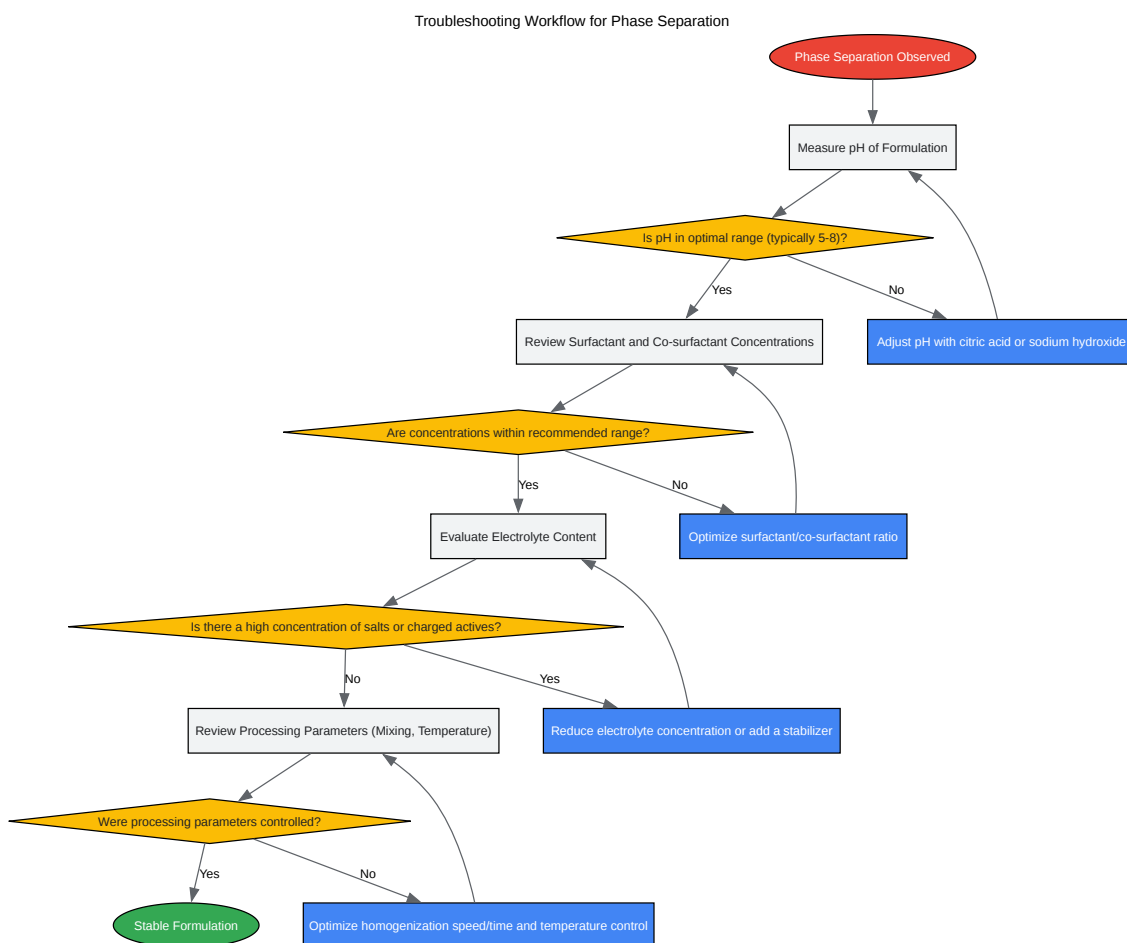 Troubleshooting Workflow for Phase Separation
Phase Separation Observed
Measure pH of Formulation
Is pH in optimal range (typically 5-8)?
Yes
No
Review Surfactant and Co-surfactant Concentrations
Adjust pH with citric acid or sodium hydroxide
Are concentrations within recommended range?
Yes
No
Evaluate Electrolyte Content
Optimize surfactant/co-surfactant ratio
Is there a high concentration of salts or charged actives?
No
Yes
Review Processing Parameters (Mixing, Temperature)
Reduce electrolyte concentration or add a stabilizer
Were processing parameters controlled?
Yes
No
Stable Formulation
Optimize homogenization speed/time and temperature control